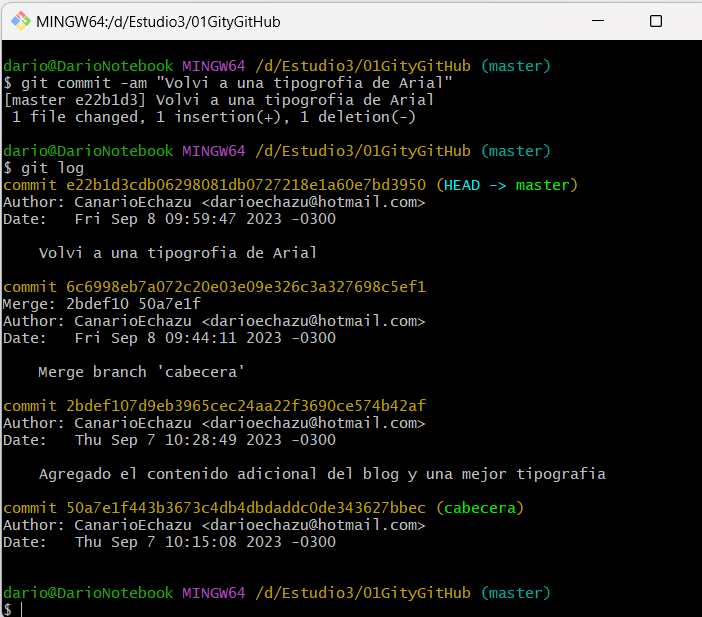 MINGW64:/d/Estudio3/01GityGitHub
dario@DarioNotebook MINGW64 /d/Estudio3/01GityGitHub (master)
$ git commit -am "Volvi a una tipogrofia de Arial"
[master e22b1d3] Volvi a una tipogrofia de Arial
 1 file changed, 1 insertion(+), 1 deletion(-)
dario@DarioNotebook MINGW64 /d/Estudio3/01GityGitHub (master)
$ git log
commit e22b1d3cdb06298081db0727218e1a60e7bd3950 (HEAD -> master)
Author: CanarioEchazu <darioechazu@hotmail.com>
Date:   Fri Sep 8 09:59:47 2023 -0300
    Volvi a una tipogrofia de Arial
commit 6c6998eb7a072c20e03e09e326c3a327698c5ef1
Merge: 2bdef10 50a7e1f
Author: CanarioEchazu <darioechazu@hotmail.com>
Date:   Fri Sep 8 09:44:11 2023 -0300
    Merge branch 'cabecera'
commit 2bdef107d9eb3965cec24aa22f3690ce574b42af
Author: CanarioEchazu <darioechazu@hotmail.com>
Date:   Thu Sep 7 10:28:49 2023 -0300
    Agregado el contenido adicional del blog y una mejor tipografia
commit 50a7e1f443b3673c4db4dbdaddc0de343627bbec (cabecera)
Author: CanarioEchazu <darioechazu@hotmail.com>
Date:   Thu Sep 7 10:15:08 2023 -0300
dario@DarioNotebook MINGW64 /d/Estudio3/01GityGitHub (master)
$